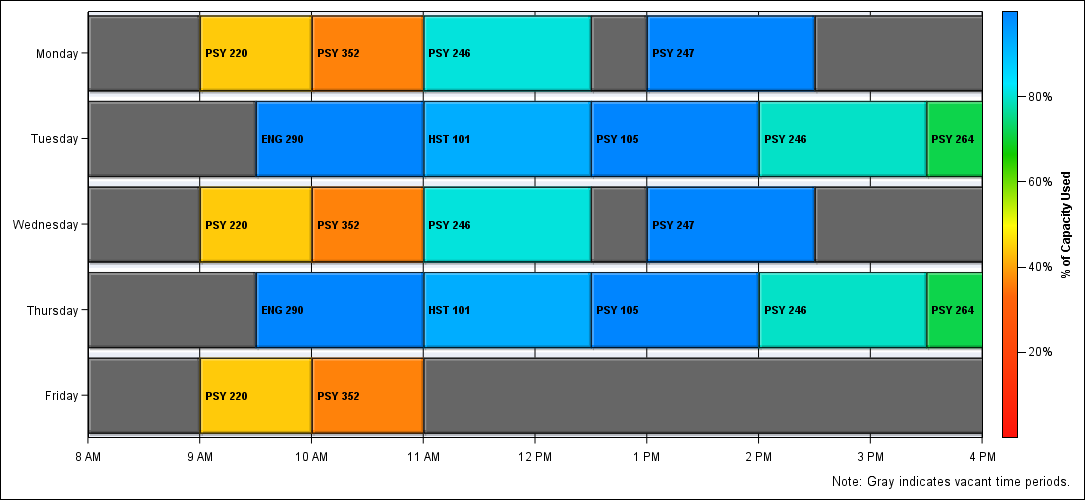 Monday
PSY 220
PSY 352
PSY 246
PSY 247
Tuesday
ENG 290
HST 101
PSY 105
PSY 246
PSY 264
Wednesday
PSY 220
PSY 352
PSY 246
PSY 247
Thursday
ENG 290
HST 101
PSY 105
PSY 246
PSY 264
Friday
PSY 220
PSY 352
8 AM
9 AM
10 AM
11 AM
12 PM
1 PM
2 PM
3 PM
4 PM
80%
60%
40%
20%
% of Capacity Used
Note: Gray indicates vacant time periods.